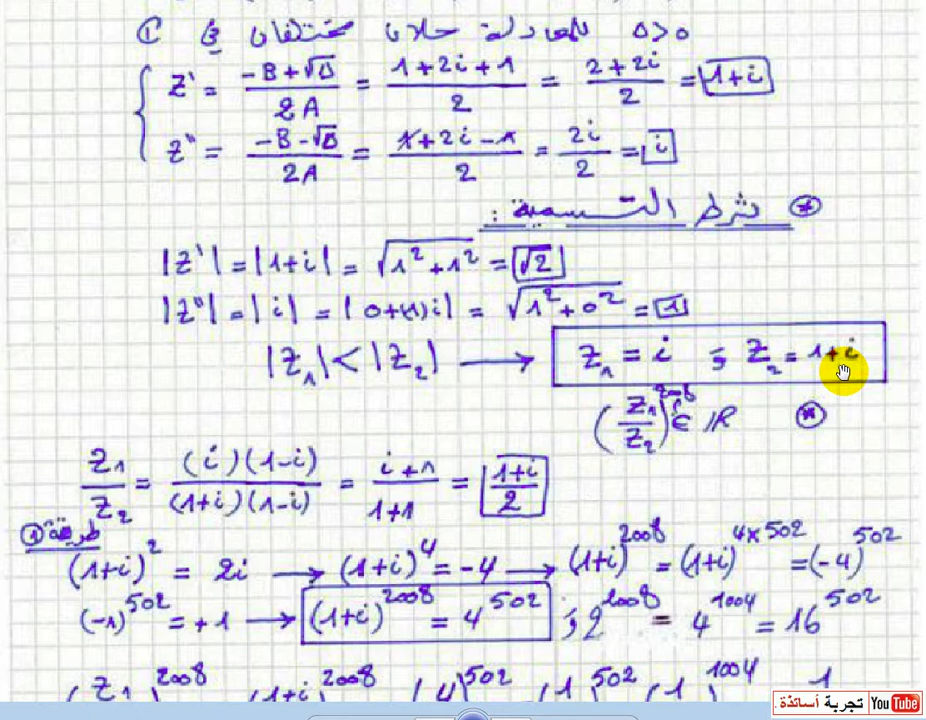 Δ>0 للمعادلة حلان مختلفان في ℂ
z' = (-B+√Δ)/2A = (1+2i+1)/2 = (2+2i)/2 = 1+i
z" = (-B-√Δ)/2A = (1+2i-1)/2 = 2i/2 = i
⊛ شرط التسمية :
|z'| = |1+i| = √(1²+1²) = √2
|z"| = |i| = |0+(1)i| = √(1²+0²) = 1
|z₁| < |z₂| → z₁ = i ; z₂ = 1+i
⊛ (z₁/z₂)^2008 ∈ ℝ
z₁/z₂ = (i)(1-i)/(1+i)(1-i) = (i+1)/(1+1) = (1+i)/2
طريقة ①
(1+i)² = 2i → (1+i)⁴ = -4 → (1+i)^2008 = (1+i)^4×502 = (-4)^502
(-1)^502 = +1 → (1+i)^2008 = 4^502 ; 2^2008 = 4^1004 = 16^502
YouTube تجربة أساتذة.